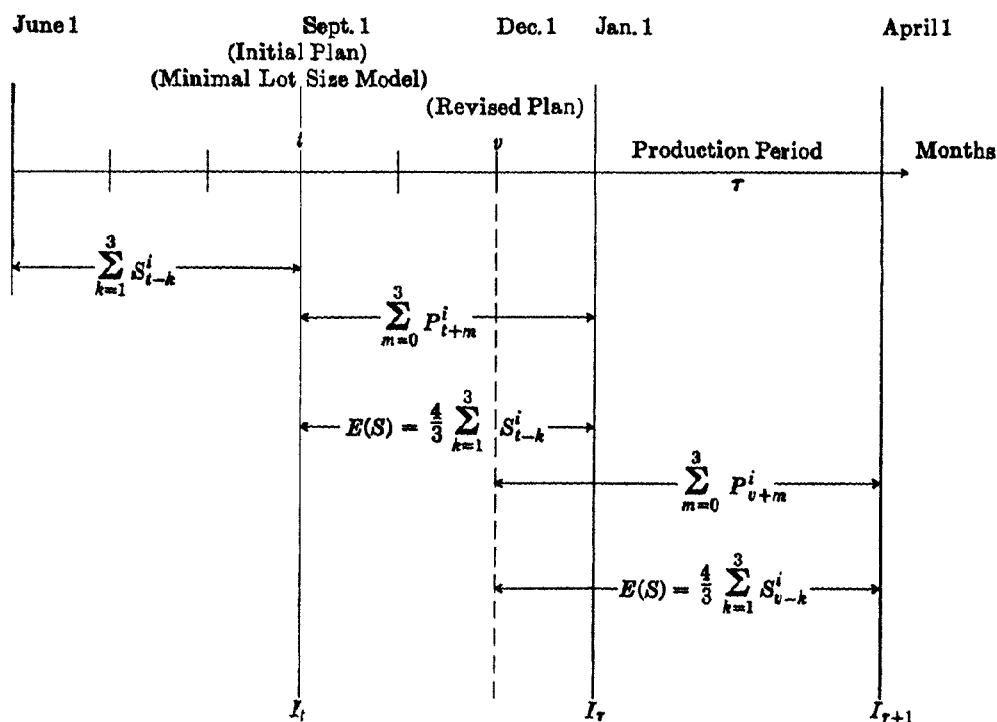 June 1 Sept. 1 Dec. 1 Jan. 1 April 1
(Initial Plan)
(Minimal Lot Size Model)
(Revised Plan)
t v Production Period Months
τ
∑_{k=1}^{3} S^i_{t-k}
∑_{m=0}^{3} P^i_{t+m}
E(S) = 4/3 ∑_{k=1}^{3} S^i_{t-k}
∑_{m=0}^{3} P^i_{v+m}
E(S) = 4/3 ∑_{k=1}^{3} S^i_{v-k}
I_t I_τ I_{τ+1}